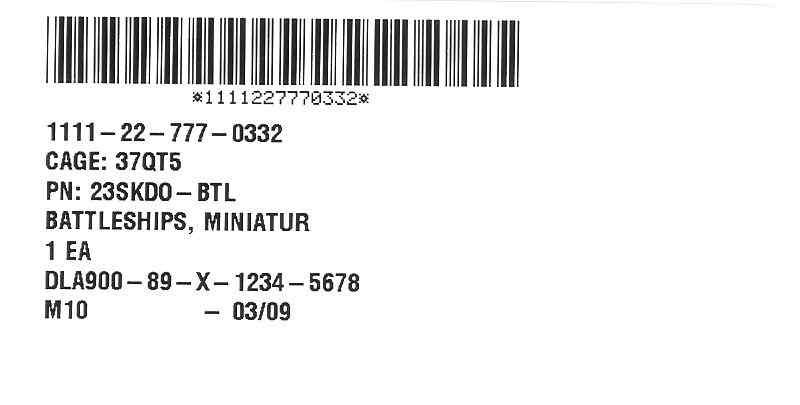 *1111227770332*
1111-22-777-0332
CAGE: 37QT5
PN: 23SKDO-BTL
BATTLESHIPS, MINIATUR
1 EA
DLA900-89-X-1234-5678
M10 - 03/09